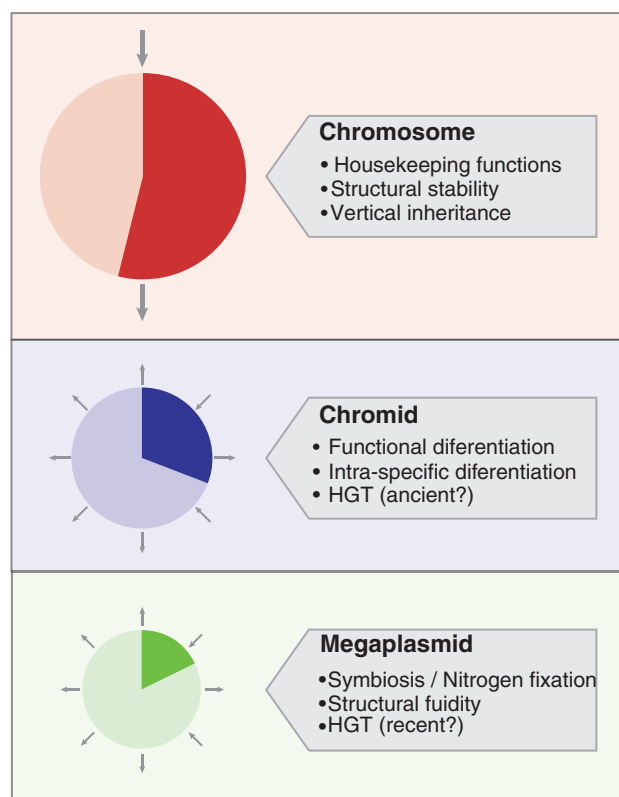 Chromosome
• Housekeeping functions
•Structural stability
•Vertical inheritance
Chromid
• Functional diferentiation
• Intra-specific diferentiation
• HGT (ancient?)
Megaplasmid
•Symbiosis / Nitrogen fixation
•Structural fuidity
•HGT (recent?)